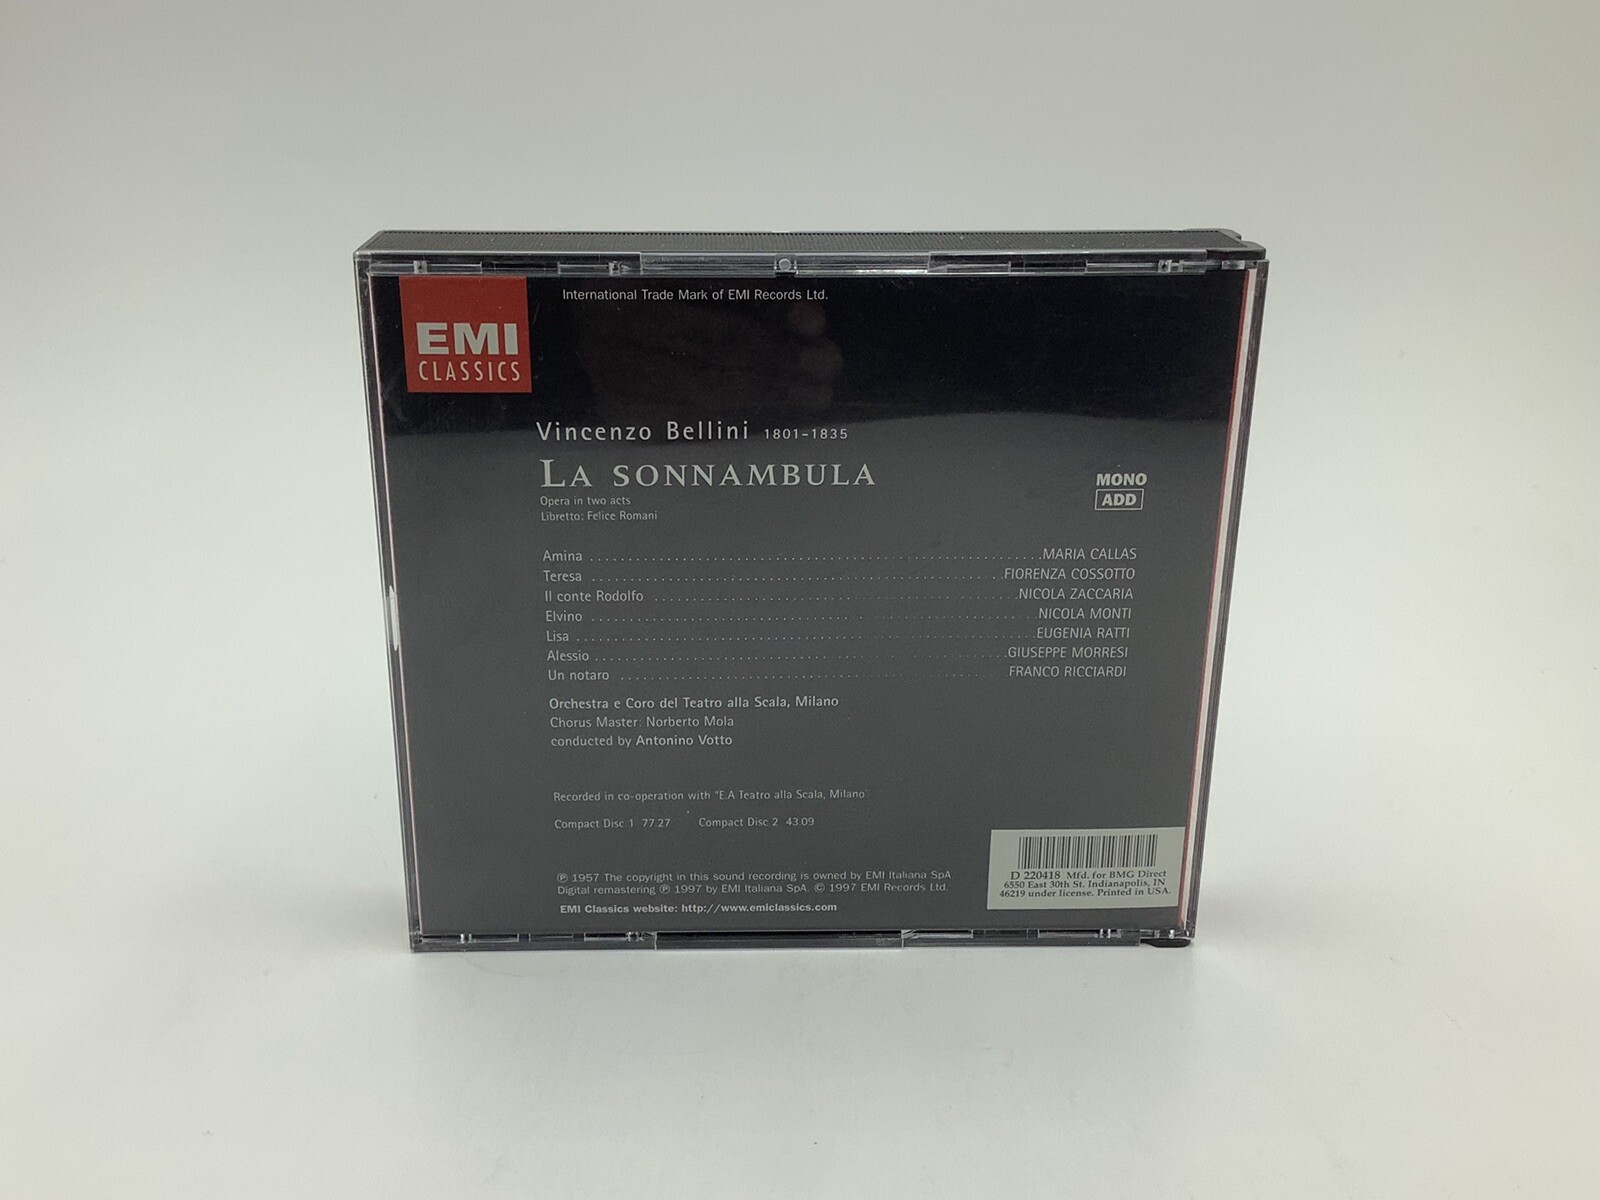 International Trade Mark of EMI Records Ltd.
EMI
CLASSICS
Vincenzo Bellini 1801-1835
LA SONNAMBULA
Opera in two acts
Libretto: Felice Romani
MONO
ADD
Amina ........................................ MARIA CALLAS
Teresa ........................................ FIORENZA COSSOTTO
Il conte Rodolfo ........................................ NICOLA ZACCARIA
Elvino ........................................ NICOLA MONTI
Lisa ........................................ EUGENIA RATTI
Alessio ........................................ GIUSEPPE MORRESI
Un notaro ........................................ FRANCO RICCIARDI
Orchestra e Coro del Teatro alla Scala, Milano
Chorus Master: Norberto Mola
conducted by Antonino Votto
Recorded in co-operation with "E.A Teatro alla Scala, Milano
Compact Disc 1 77.27 Compact Disc 2 43.09
℗ 1957 The copyright in this sound recording is owned by EMI Italiana SpA
Digital remastering ℗ 1997 by EMI Italiana SpA. © 1997 EMI Records Ltd.
EMI Classics website: http://www.emiclassics.com
D 220418 Mfd. for BMG Direct
6550 East 30th St. Indianapolis, IN
46219 under license. Printed in USA.